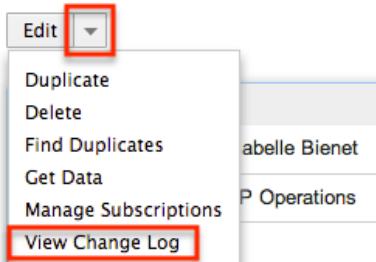 Edit
Duplicate
Delete
Find Duplicates
abelle Bienet
Get Data
Manage Subscriptions
P Operations
View Change Log